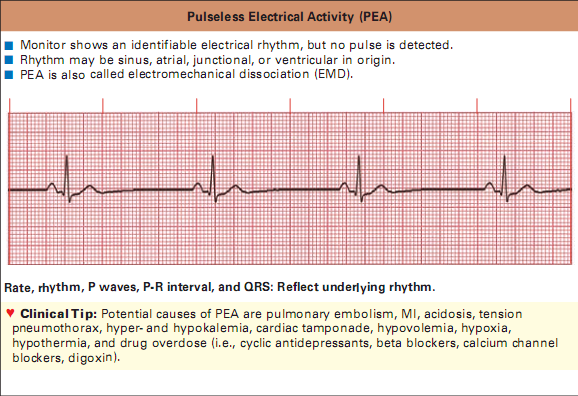 Pulseless Electrical Activity (PEA)
■ Monitor shows an identifiable electrical rhythm, but no pulse is detected.
■ Rhythm may be sinus, atrial, junctional, or ventricular in origin.
■ PEA is also called electromechanical dissociation (EMD).
Rate, rhythm, P waves, P-R interval, and QRS: Reflect underlying rhythm.
♥ Clinical Tip: Potential causes of PEA are pulmonary embolism, MI, acidosis, tension
pneumothorax, hyper- and hypokalemia, cardiac tamponade, hypovolemia, hypoxia,
hypothermia, and drug overdose (i.e., cyclic antidepressants, beta blockers, calcium channel
blockers, digoxin).